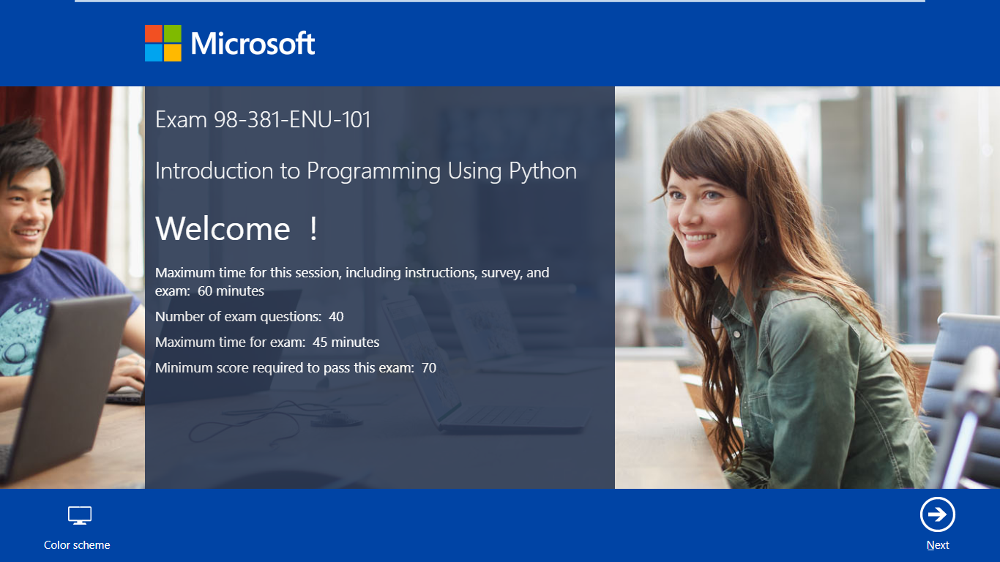 Microsoft
Exam 98-381-ENU-101
Introduction to Programming Using Python
Welcome !
Maximum time for this session, including instructions, survey, and
exam: 60 minutes
Number of exam questions: 40
Maximum time for exam: 45 minutes
Minimum score required to pass this exam: 70
Color scheme
Next